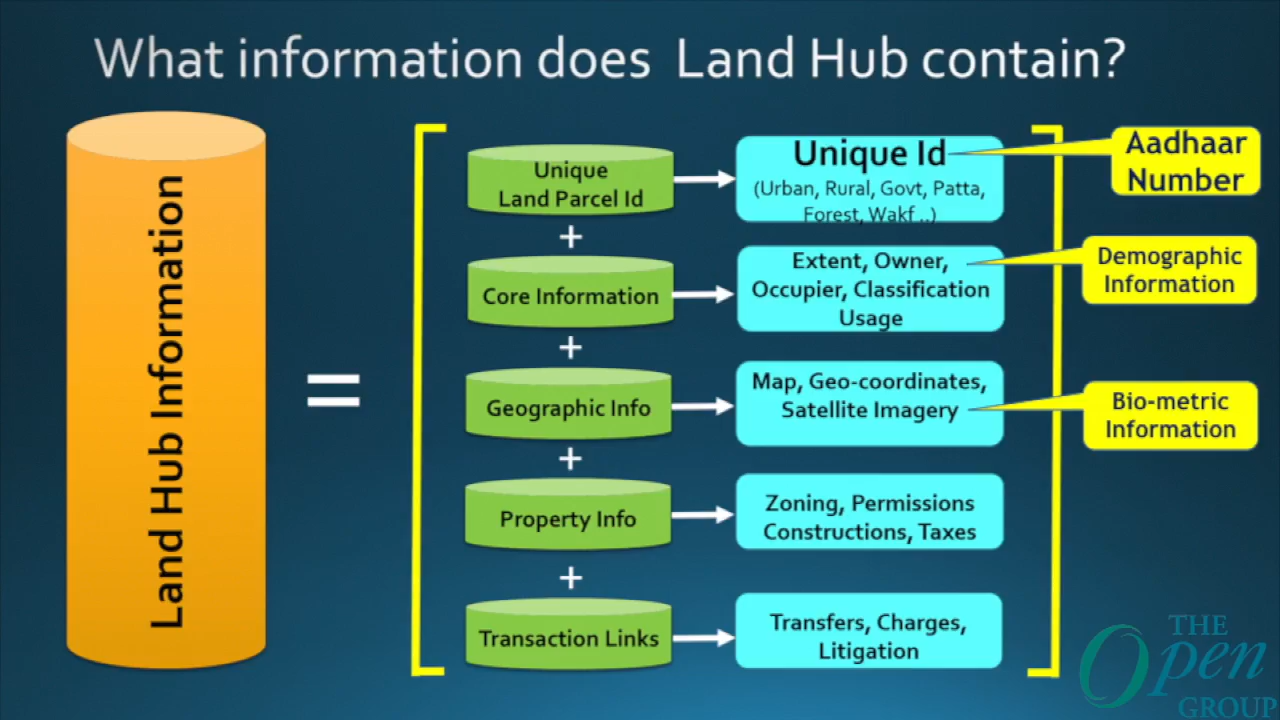 What information does Land Hub contain?
Land Hub Information
=
Unique
Land Parcel Id
Unique Id
(Urban, Rural, Govt, Patta,
Forest, Wakf ..)
Aadhaar
Number
+
Core Information
Extent, Owner,
Occupier, Classification
Usage
Demographic
Information
+
Geographic Info
Map, Geo-coordinates,
Satellite Imagery
Bio-metric
Information
+
Property Info
Zoning, Permissions
Constructions, Taxes
+
Transaction Links
Transfers, Charges,
Litigation
THE
Open
GROUP